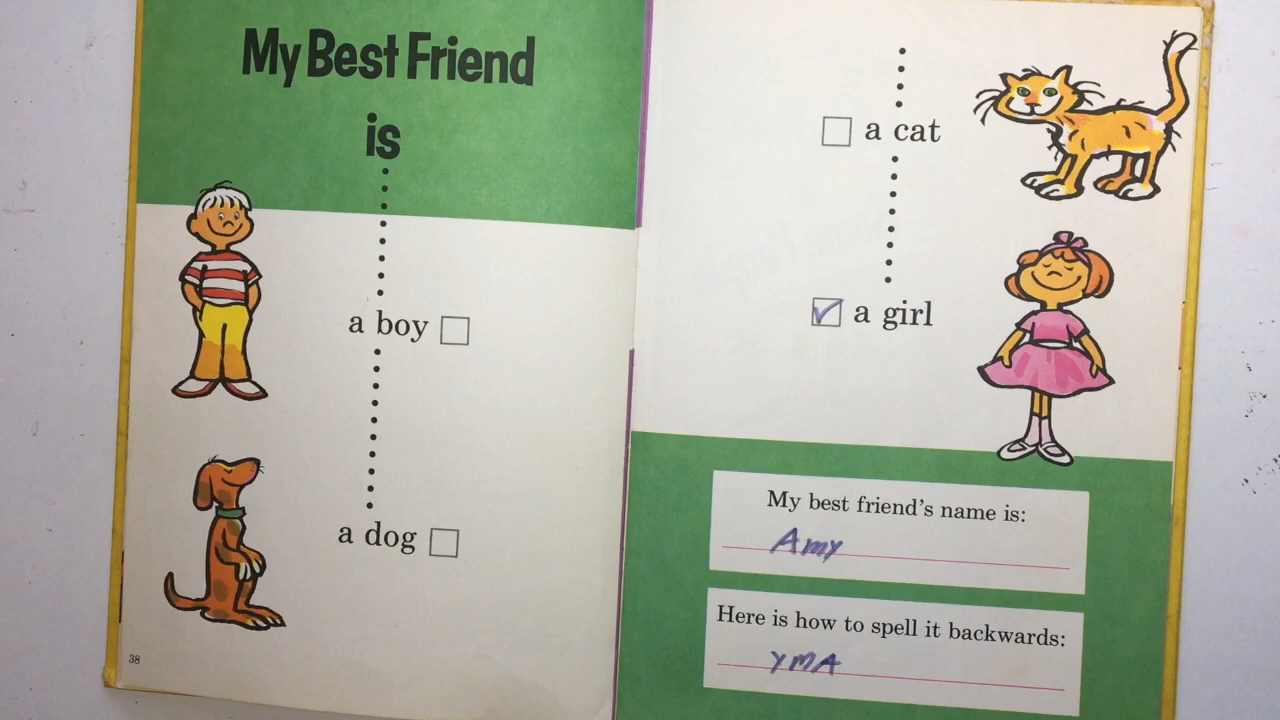 My Best Friend
is
a boy
a dog
38
a cat
a girl
My best friend's name is:
Amy
Here is how to spell it backwards:
YMA